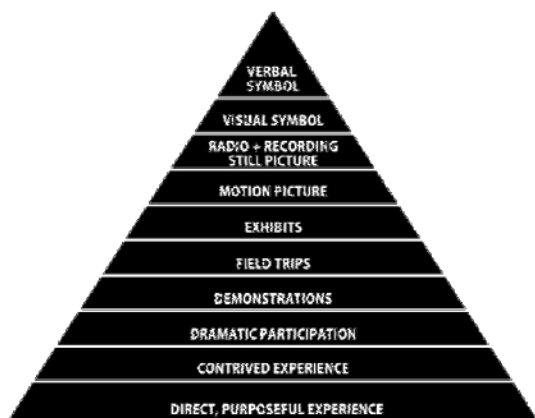 VERBAL
SYMBOL
VISUAL SYMBOL
RADIO + RECORDING
STILL PICTURE
MOTION PICTURE
EXHIBITS
FIELD TRIPS
DEMONSTRATIONS
DRAMATIC PARTICIPATION
CONTRIVED EXPERIENCE
DIRECT, PURPOSEFUL EXPERIENCE